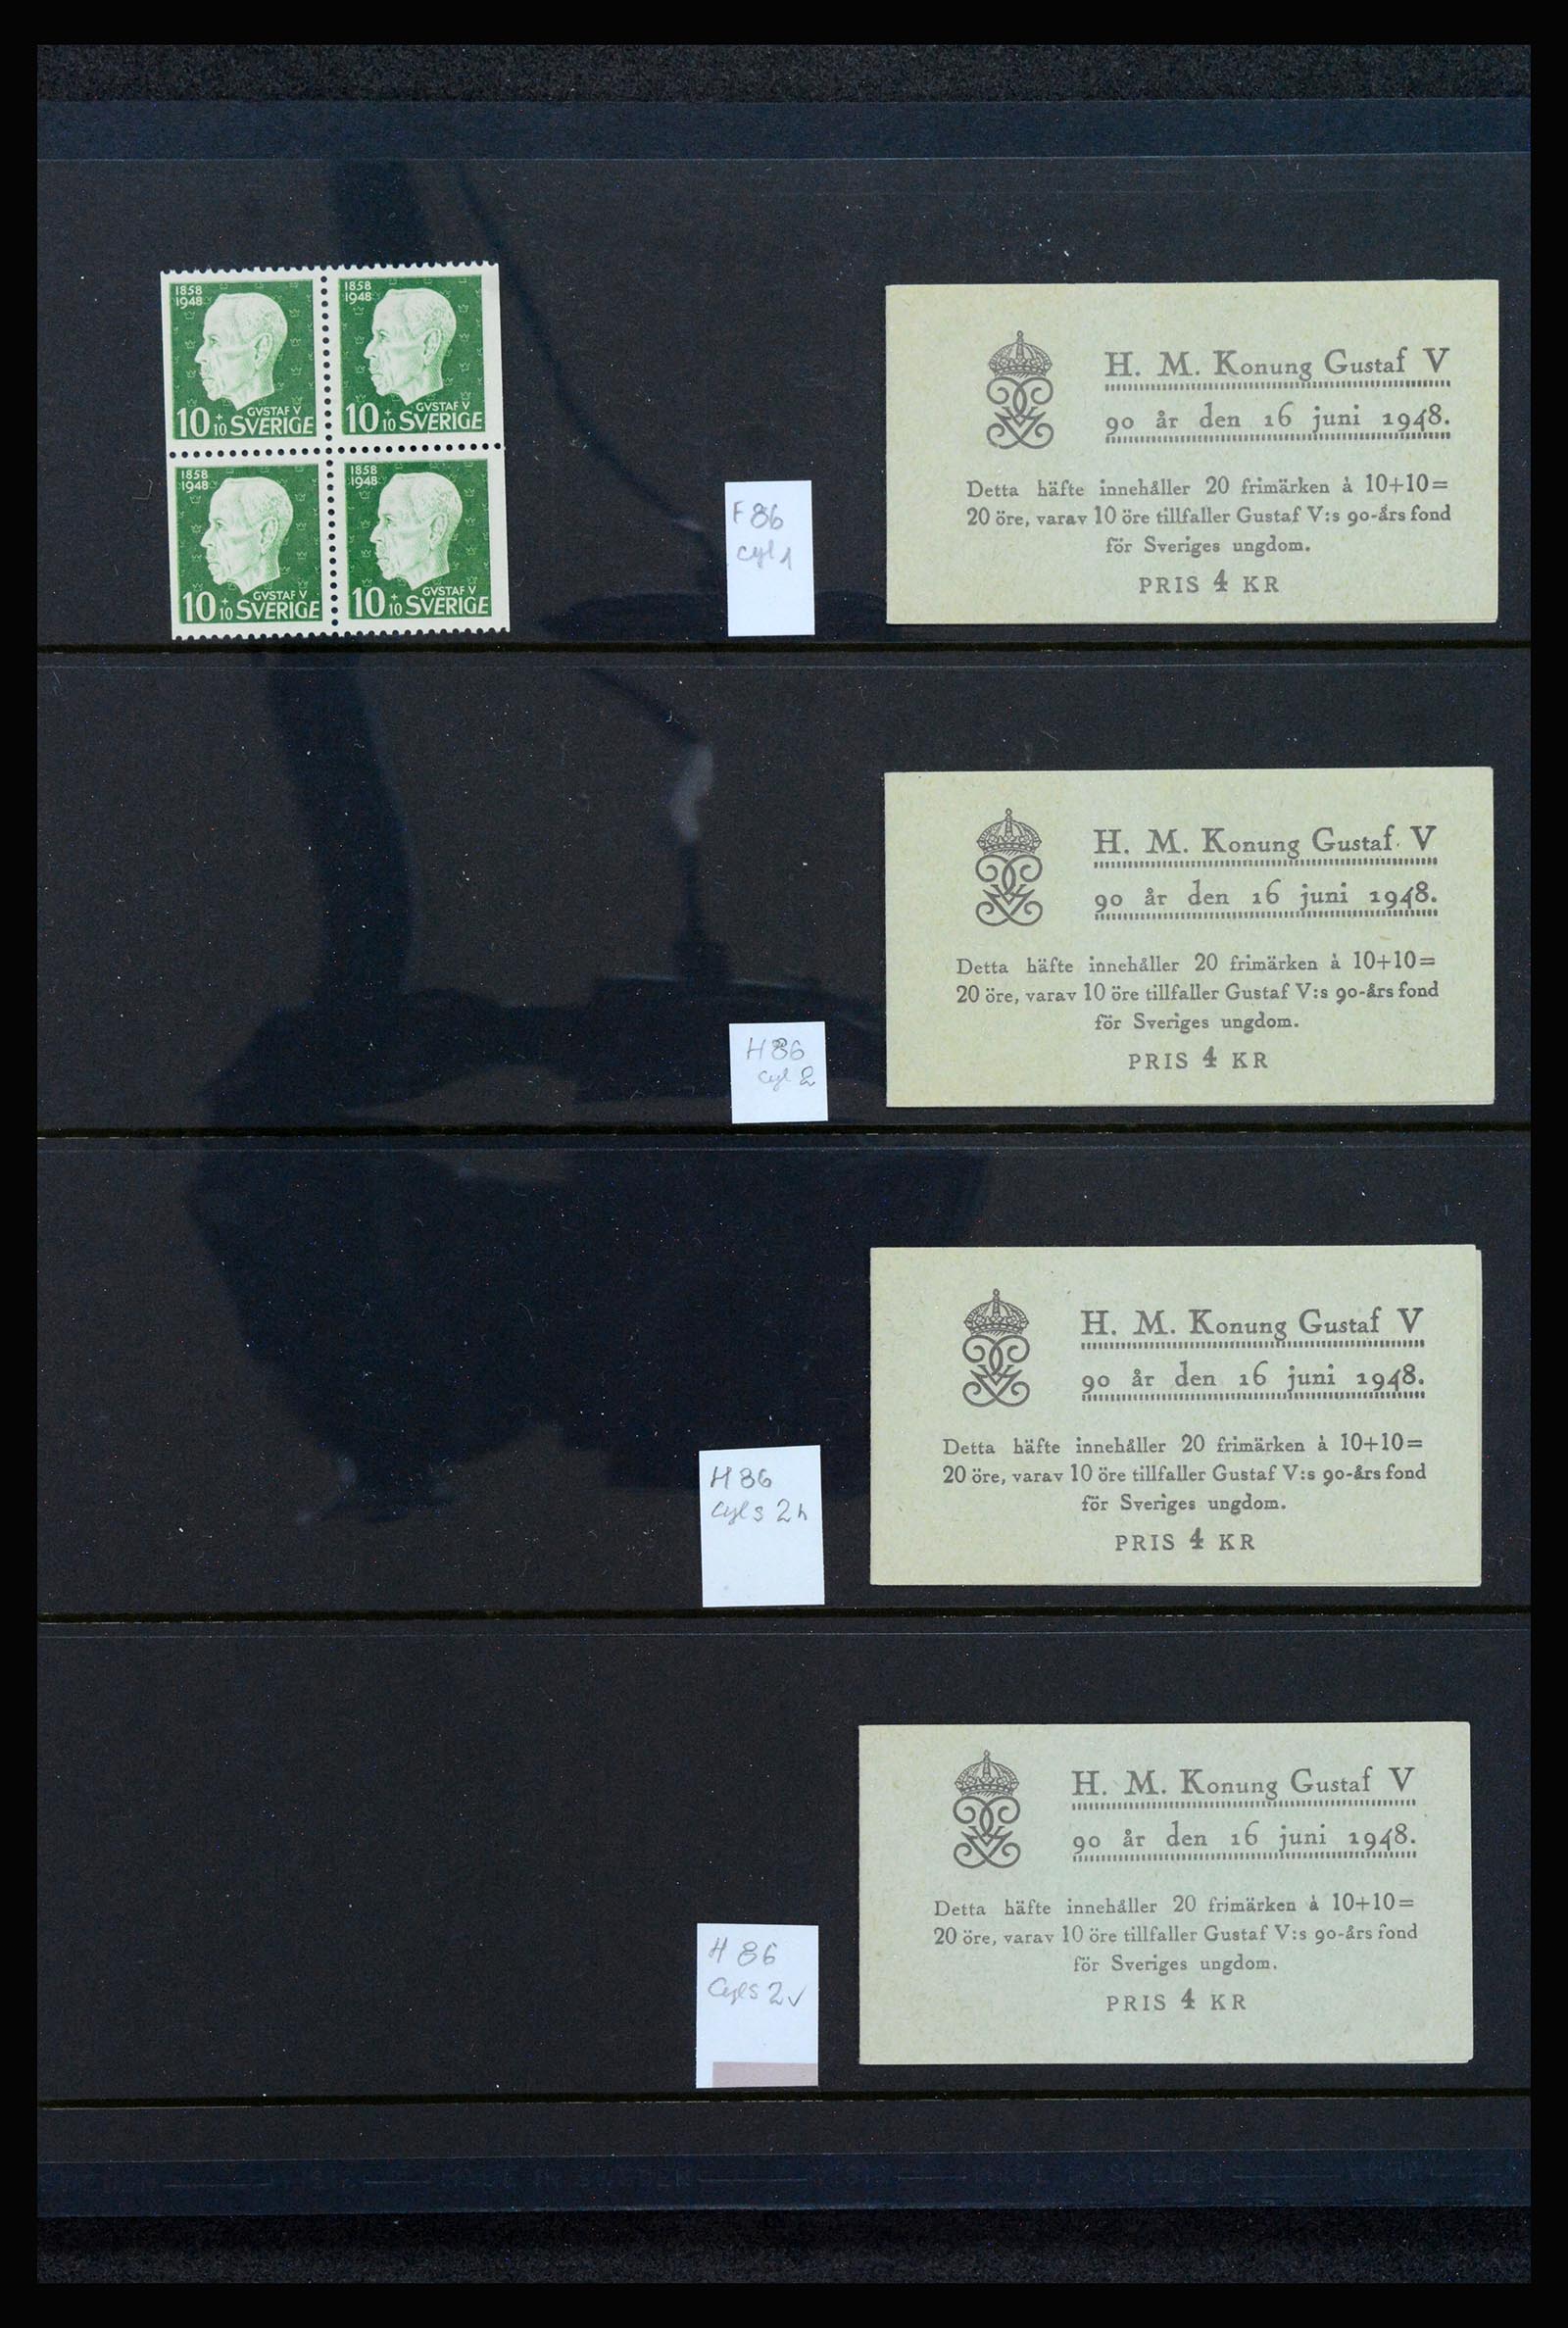 1858
1948
GVSTAF V
10+10 SVERIGE
1858
1948
GVSTAF V
10+10 SVERIGE
1858
1948
GVSTAF V
10+10 SVERIGE
1858
1948
GVSTAF V
10+10 SVERIGE
F86
cyl 1
H. M. Konung Gustaf V
90 år den 16 juni 1948.
Detta häfte innehåller 20 frimärken à 10+10=
20 öre, varav 10 öre tillfaller Gustaf V:s 90-års fond
för Sveriges ungdom.
PRIS 4 KR
H86
cyl 2
H. M. Konung Gustaf V
90 år den 16 juni 1948.
Detta häfte innehåller 20 frimärken à 10+10=
20 öre, varav 10 öre tillfaller Gustaf V:s 90-års fond
för Sveriges ungdom.
PRIS 4 KR
H86
Cyls 2h
H. M. Konung Gustaf V
90 år den 16 juni 1948.
Detta häfte innehåller 20 frimärken à 10+10=
20 öre, varav 10 öre tillfaller Gustaf V:s 90-års fond
för Sveriges ungdom.
PRIS 4 KR
H 86
Cyls 2v
H. M. Konung Gustaf V
90 år den 16 juni 1948.
Detta häfte innehåller 20 frimärken à 10+10=
20 öre, varav 10 öre tillfaller Gustaf V:s 90-års fond
för Sveriges ungdom.
PRIS 4 KR